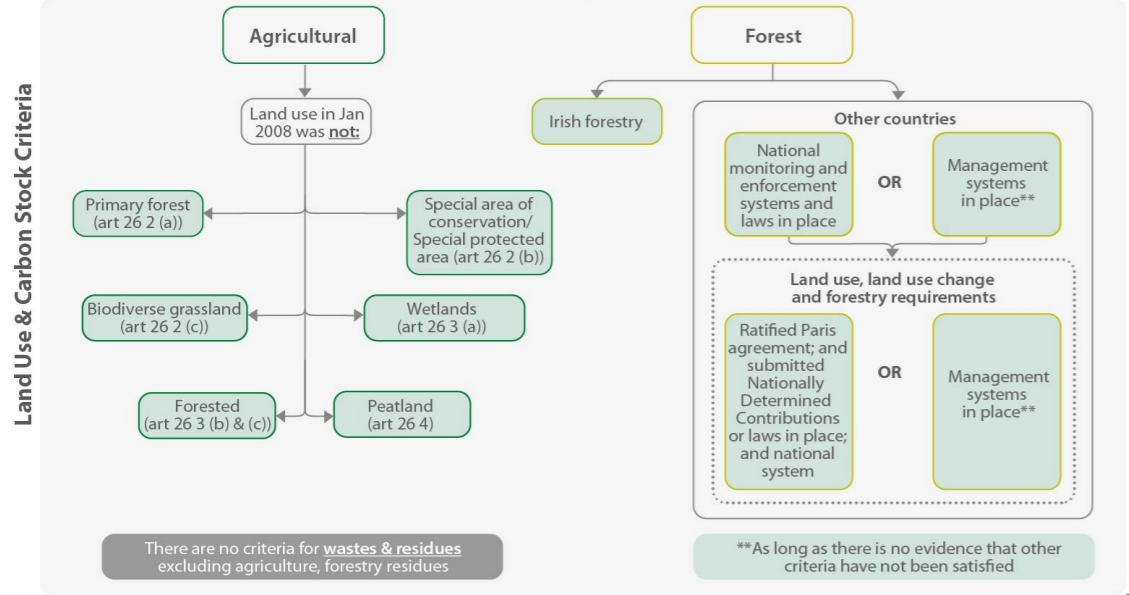 Land Use & Carbon Stock Criteria
Agricultural
Land use in Jan
2008 was not:
Primary forest
(art 26 2 (a))
Special area of
conservation/
Special protected
area (art 26 2 (b))
Biodiverse grassland
(art 26 2 (c))
Wetlands
(art 26 3 (a))
Forested
(art 26 3 (b) & (c))
Peatland
(art 26 4)
There are no criteria for wastes & residues
excluding agriculture, forestry residues
Forest
Irish forestry
Other countries
National
monitoring and
enforcement
systems and
laws in place
OR
Management
systems
in place**
Land use, land use change
and forestry requirements
Ratified Paris
agreement; and
submitted
Nationally
Determined
Contributions
or laws in place;
and national
system
OR
Management
systems
in place**
**As long as there is no evidence that other
criteria have not been satisfied